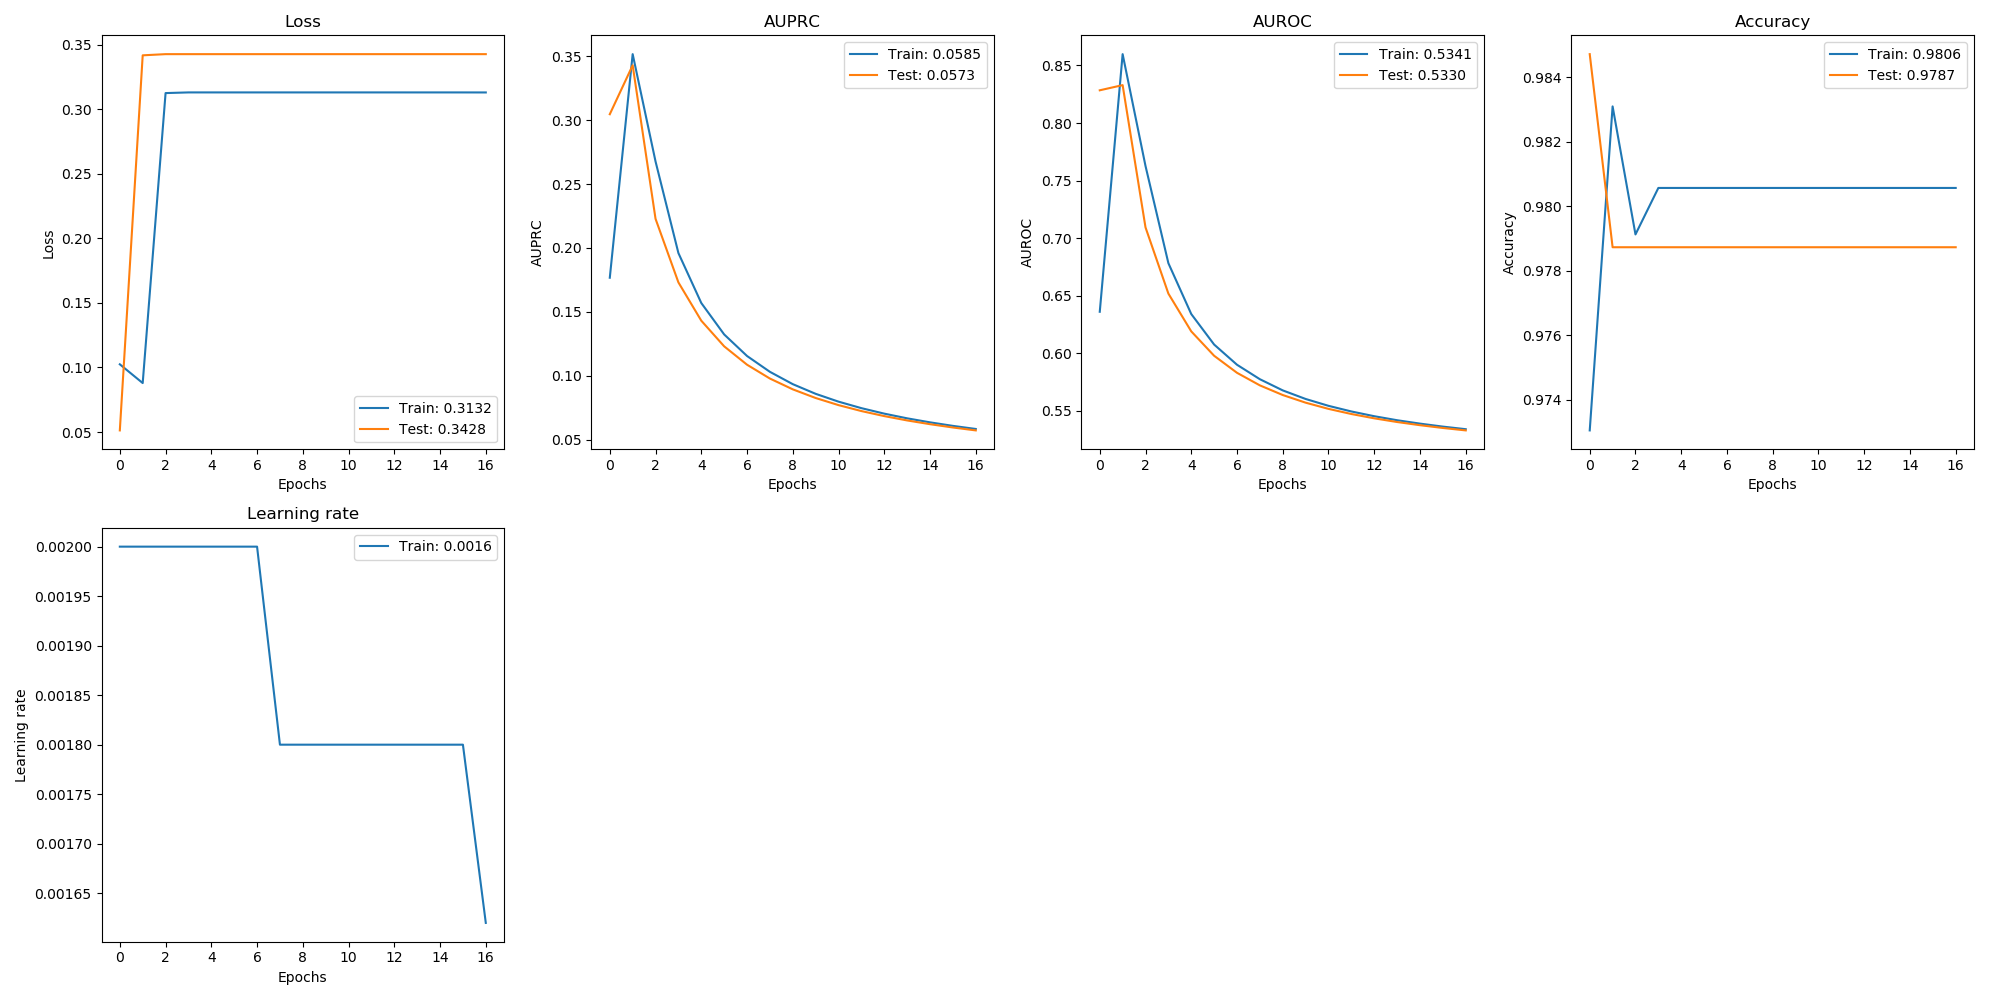 Loss
0.35
0.30
0.25
0.20
0.15
0.10
0.05
Loss
Train: 0.3132
Test: 0.3428
0 2 4 6 8 10 12 14 16
Epochs
AUPRC
0.35
0.30
0.25
0.20
0.15
0.10
0.05
AUPRC
Train: 0.0585
Test: 0.0573
0 2 4 6 8 10 12 14 16
Epochs
AUROC
0.85
0.80
0.75
0.70
0.65
0.60
0.55
AUROC
Train: 0.5341
Test: 0.5330
0 2 4 6 8 10 12 14 16
Epochs
Accuracy
0.984
0.982
0.980
0.978
0.976
0.974
Accuracy
Train: 0.9806
Test: 0.9787
0 2 4 6 8 10 12 14 16
Epochs
Learning rate
0.00200
0.00195
0.00190
0.00185
0.00180
0.00175
0.00170
0.00165
Learning rate
Train: 0.0016
0 2 4 6 8 10 12 14 16
Epochs